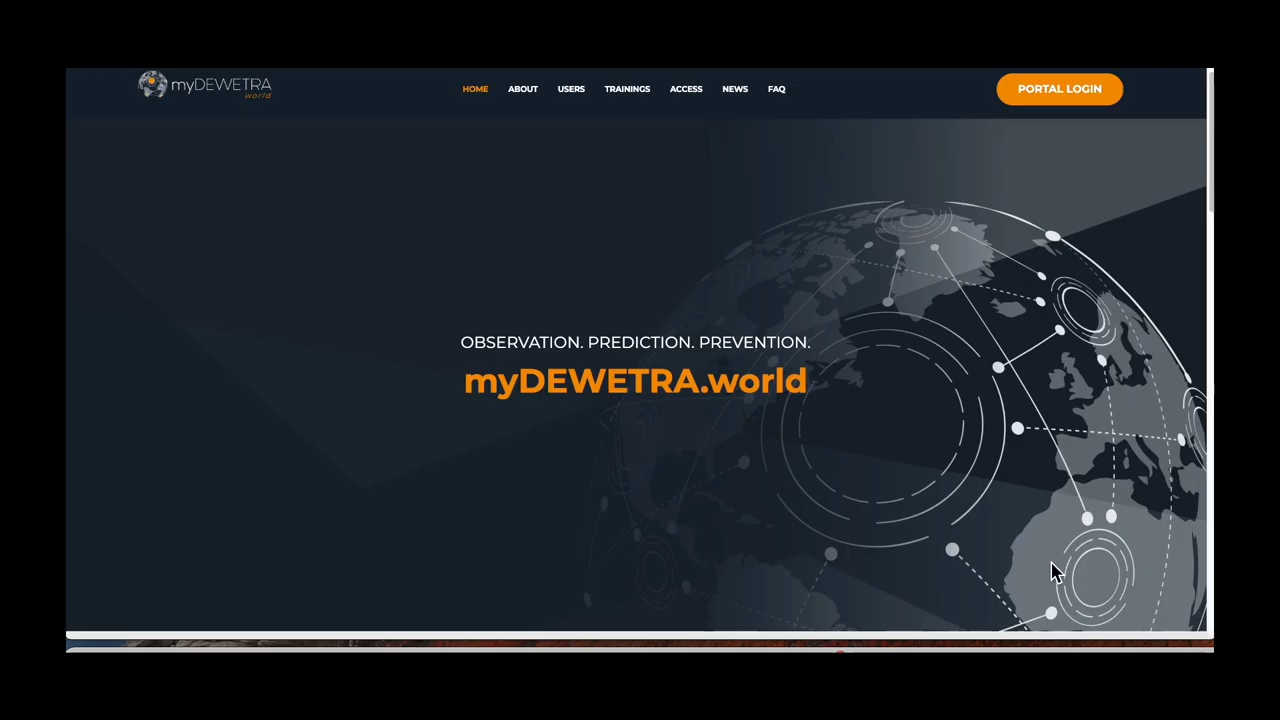 myDEWETRA
world
HOME ABOUT USERS TRAININGS ACCESS NEWS FAQ
PORTAL LOGIN
OBSERVATION. PREDICTION. PREVENTION.
myDEWETRA.world